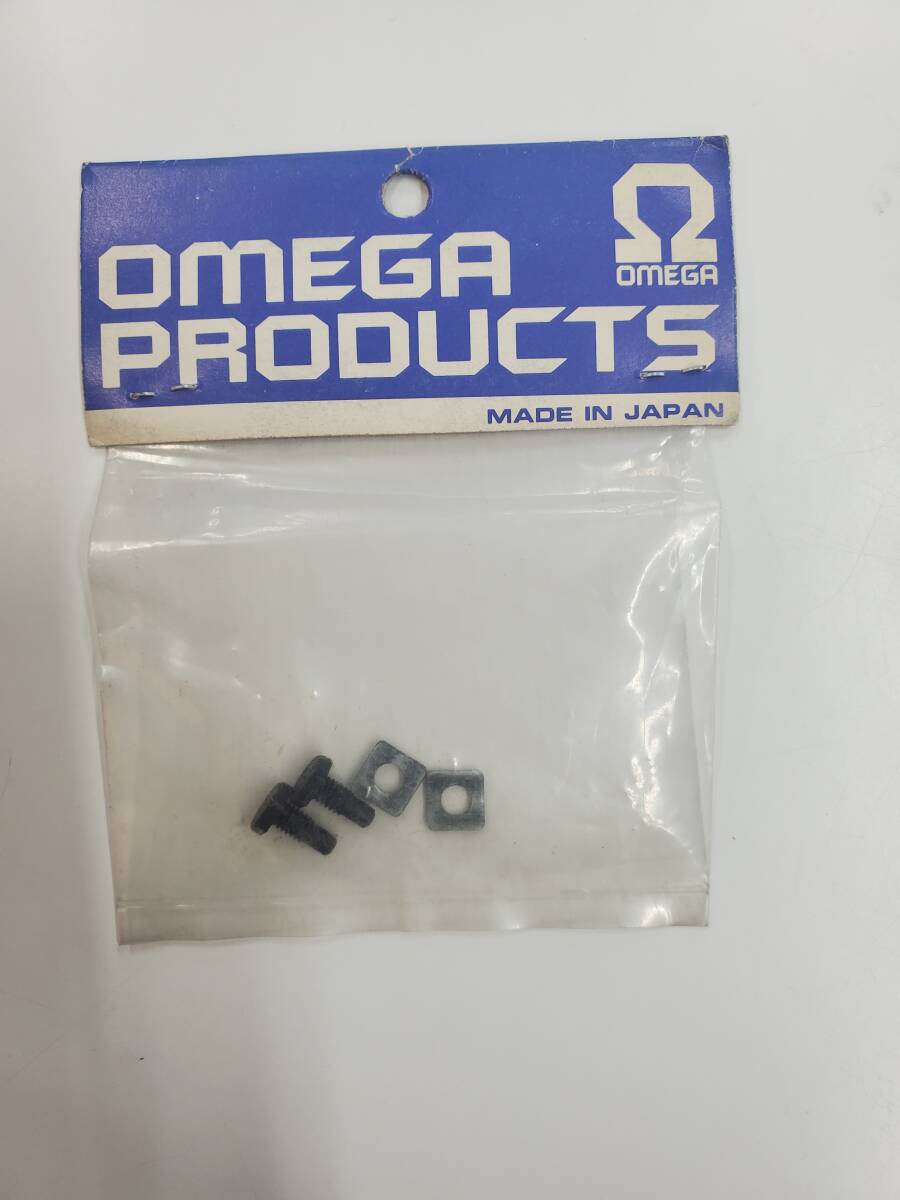 OMEGA
PRODUCTS
Ω
OMEGA
MADE IN JAPAN